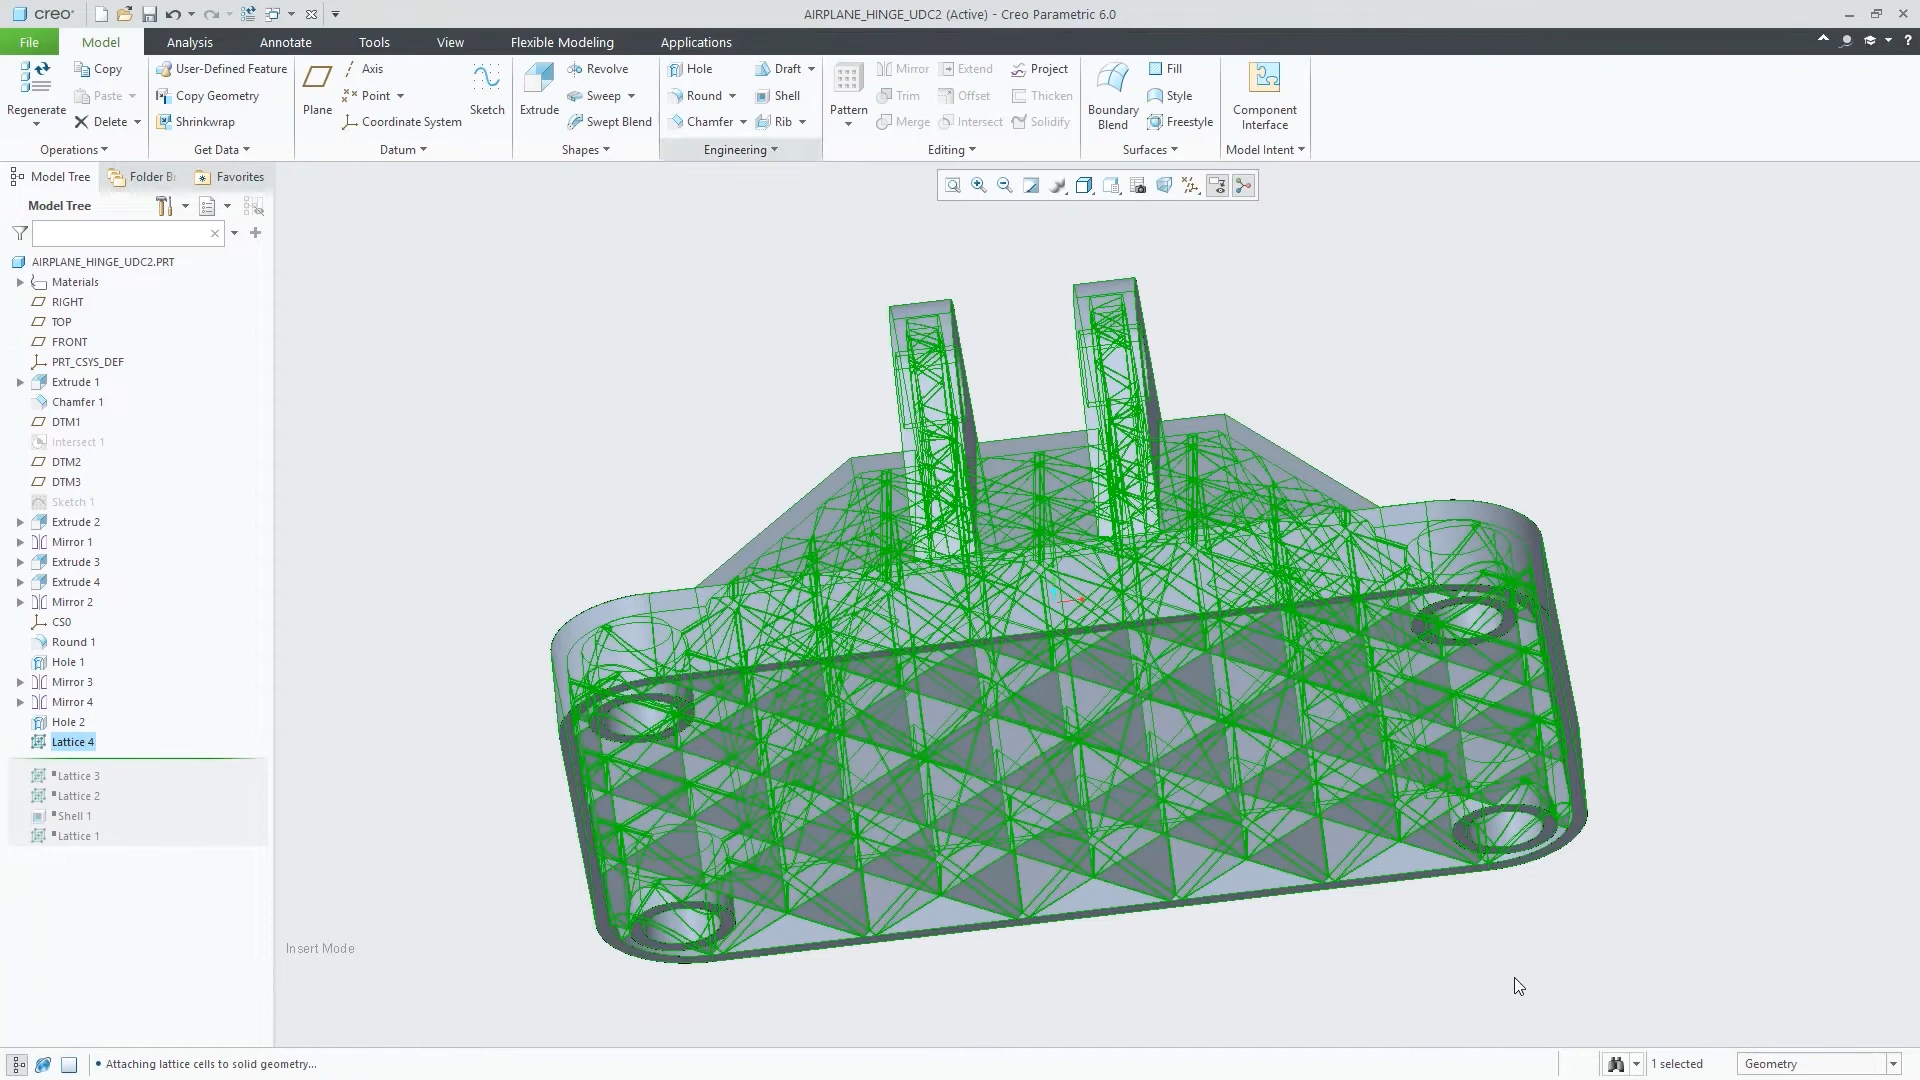 creo
AIRPLANE_HINGE_UDC2 (Active) - Creo Parametric 6.0
File
Model
Analysis
Annotate
Tools
View
Flexible Modeling
Applications
Regenerate
Copy
Paste
Delete
Operations
User-Defined Feature
Copy Geometry
Shrinkwrap
Get Data
Plane
Axis
Point
Coordinate System
Sketch
Datum
Extrude
Revolve
Sweep
Swept Blend
Shapes
Hole
Round
Chamfer
Draft
Shell
Rib
Engineering
Pattern
Mirror
Trim
Merge
Extend
Offset
Intersect
Project
Thicken
Solidify
Editing
Boundary
Blend
Fill
Style
Freestyle
Surfaces
Component
Interface
Model Intent
Model Tree
Folder B
Favorites
Model Tree
AIRPLANE_HINGE_UDC2.PRT
Materials
RIGHT
TOP
FRONT
PRT_CSYS_DEF
Extrude 1
Chamfer 1
DTM1
Intersect 1
DTM2
DTM3
Sketch 1
Extrude 2
Mirror 1
Extrude 3
Extrude 4
Mirror 2
CS0
Round 1
Hole 1
Mirror 3
Mirror 4
Hole 2
Lattice 4
Lattice 3
Lattice 2
Shell 1
Lattice 1
Insert Mode
• Attaching lattice cells to solid geometry...
1 selected
Geometry